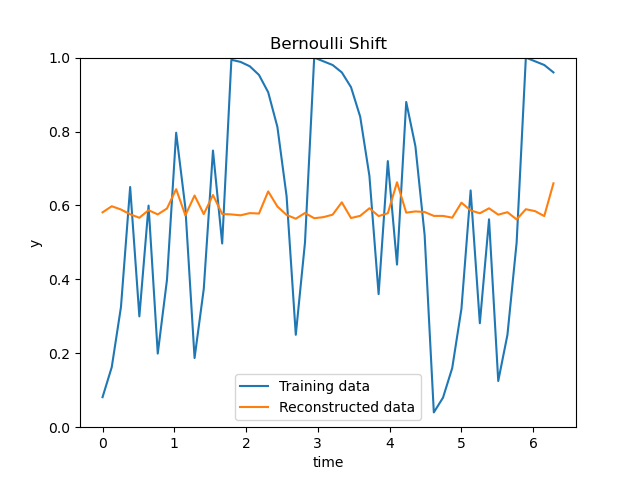 Bernoulli Shift
1.0
0.8
0.6
0.4
0.2
0.0
y
0 1 2 3 4 5 6
time
Training data
Reconstructed data